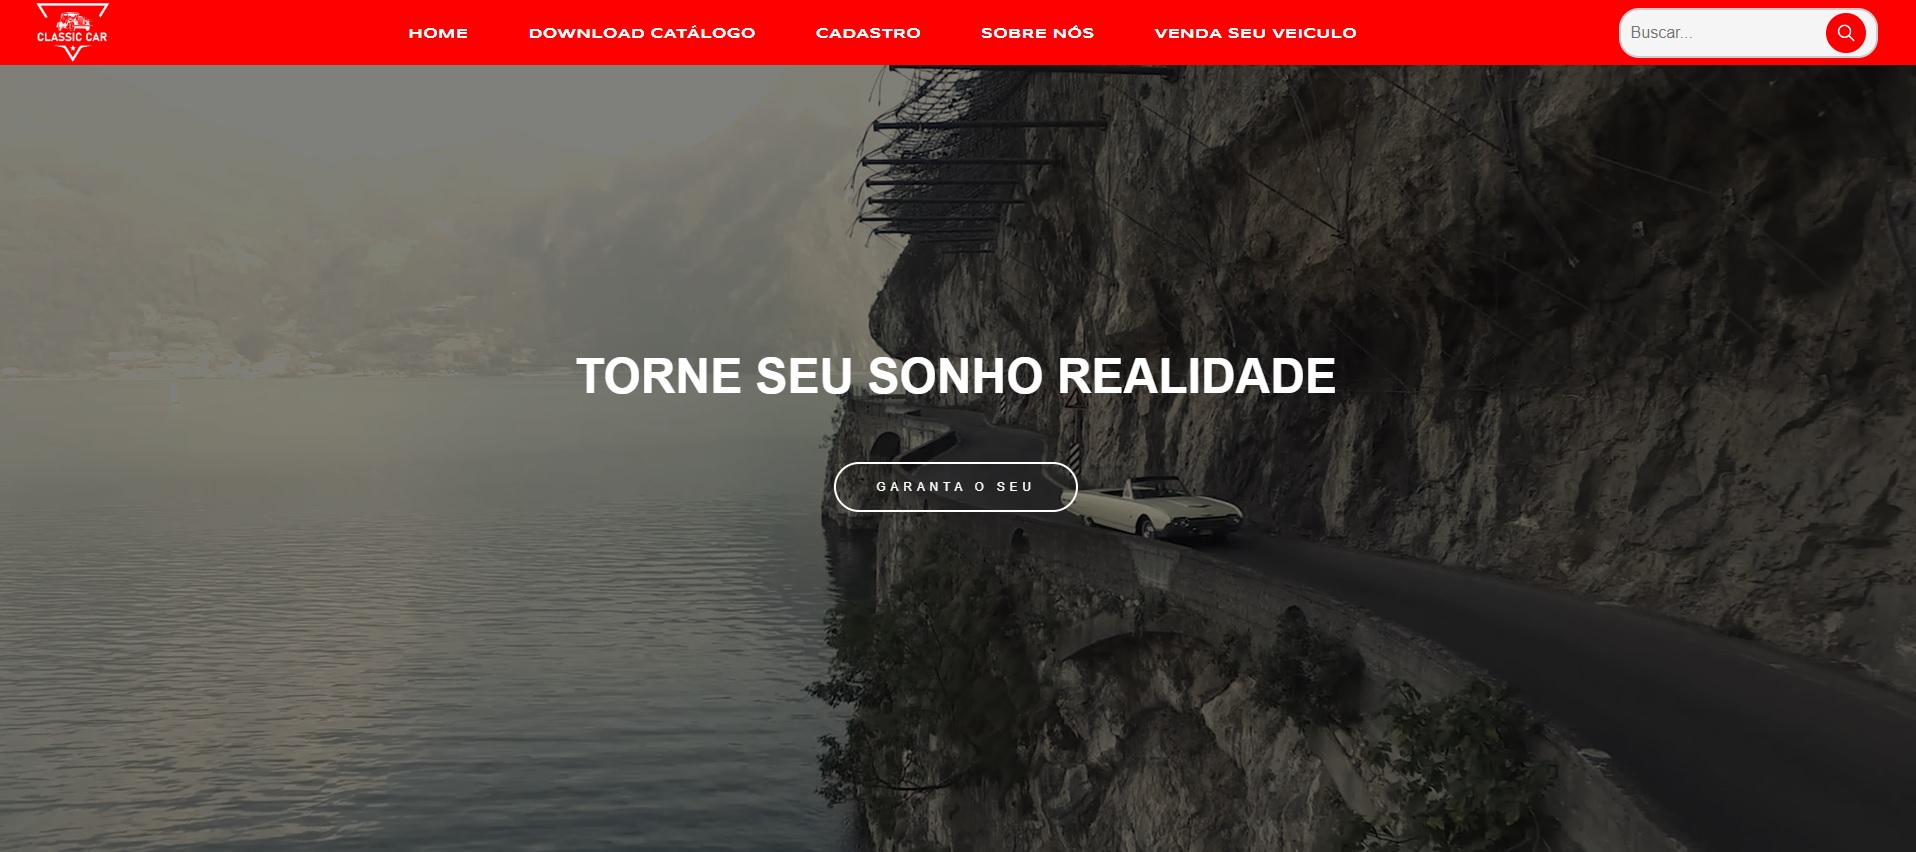 CLASSIC CAR
HOME
DOWNLOAD CATÁLOGO
CADASTRO
SOBRE NÓS
VENDA SEU VEICULO
Buscar...
TORNE SEU SONHO REALIDADE
GARANTA O SEU